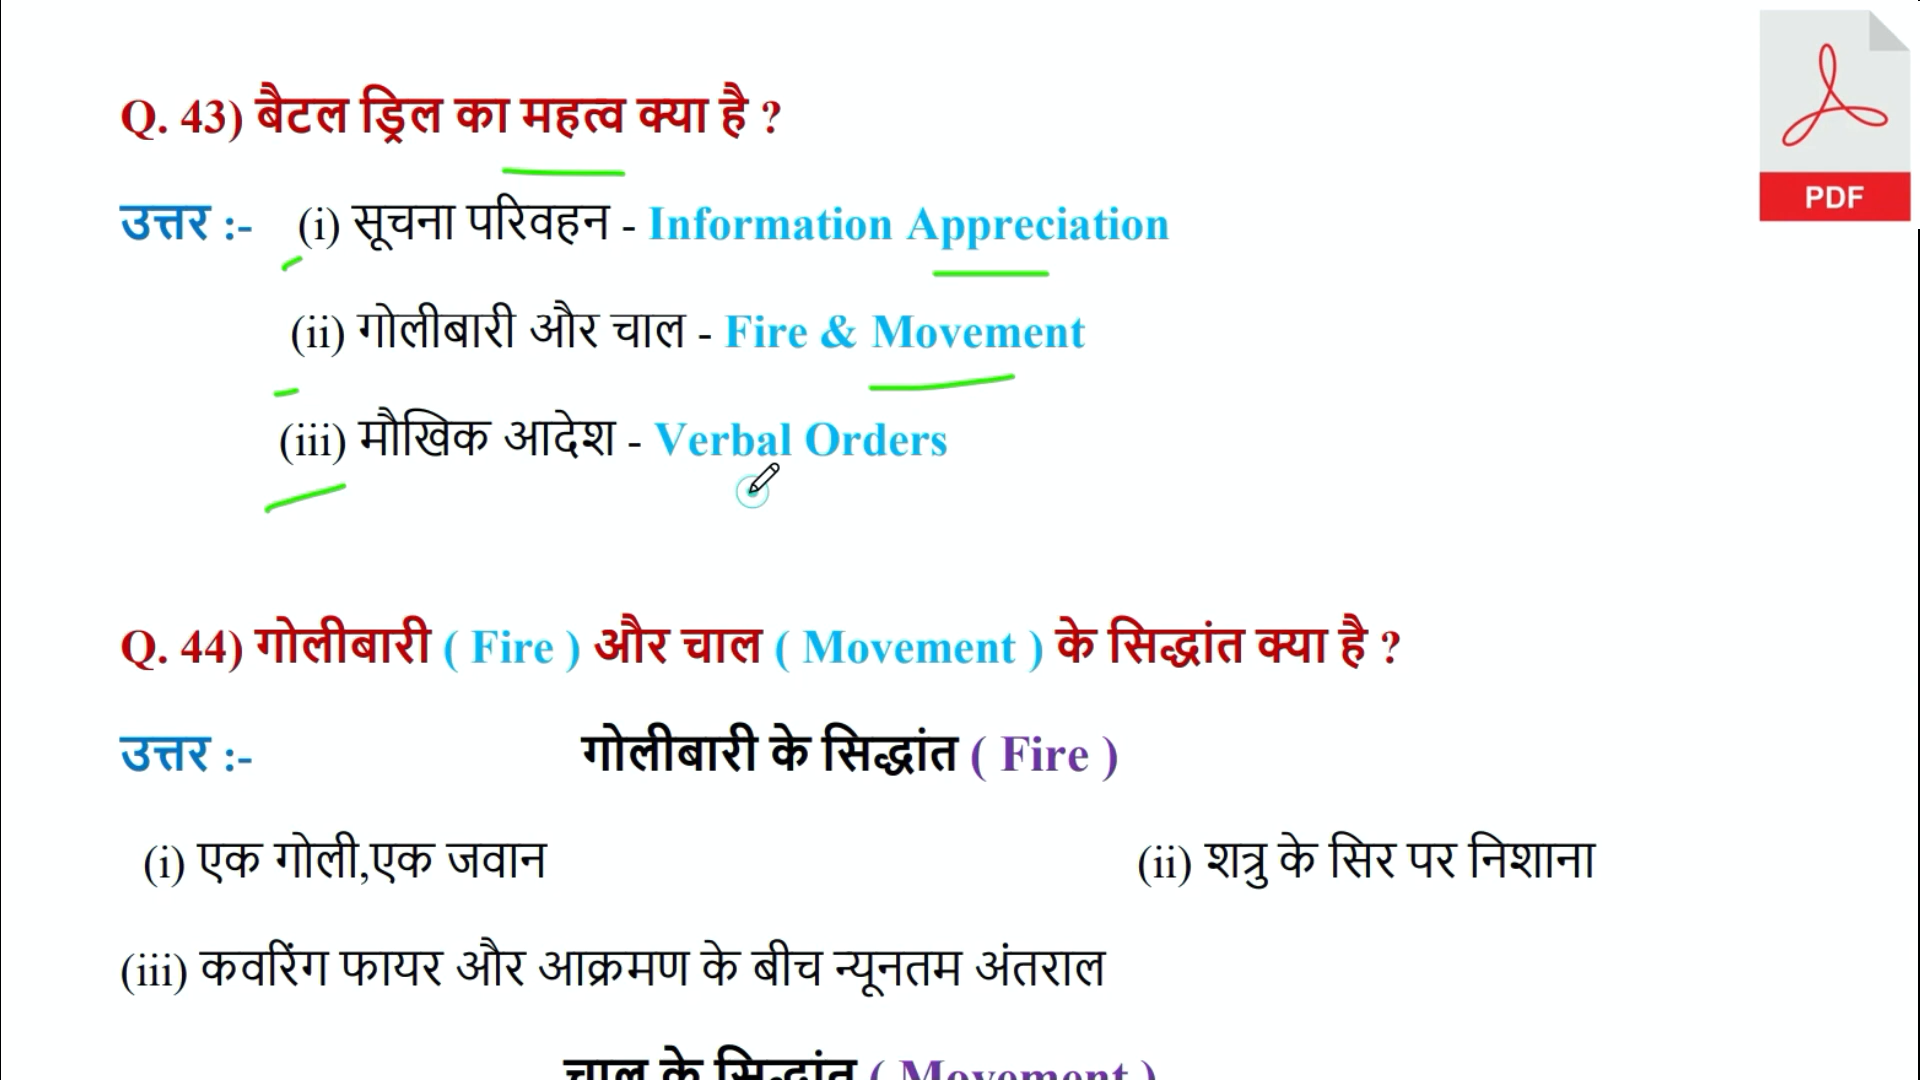 Q. 43) बैटल ड्रिल का महत्व क्या है ?
उत्तर :- (i) सूचना परिवहन - Information Appreciation
(ii) गोलीबारी और चाल - Fire & Movement
(iii) मौखिक आदेश - Verbal Orders
Q. 44) गोलीबारी ( Fire ) और चाल ( Movement ) के सिद्धांत क्या है ?
उत्तर :- गोलीबारी के सिद्धांत ( Fire )
(i) एक गोली,एक जवान (ii) शत्रु के सिर पर निशाना
(iii) कवरिंग फायर और आक्रमण के बीच न्यूनतम अंतराल
चाल के सिद्धांत ( Movement )
PDF